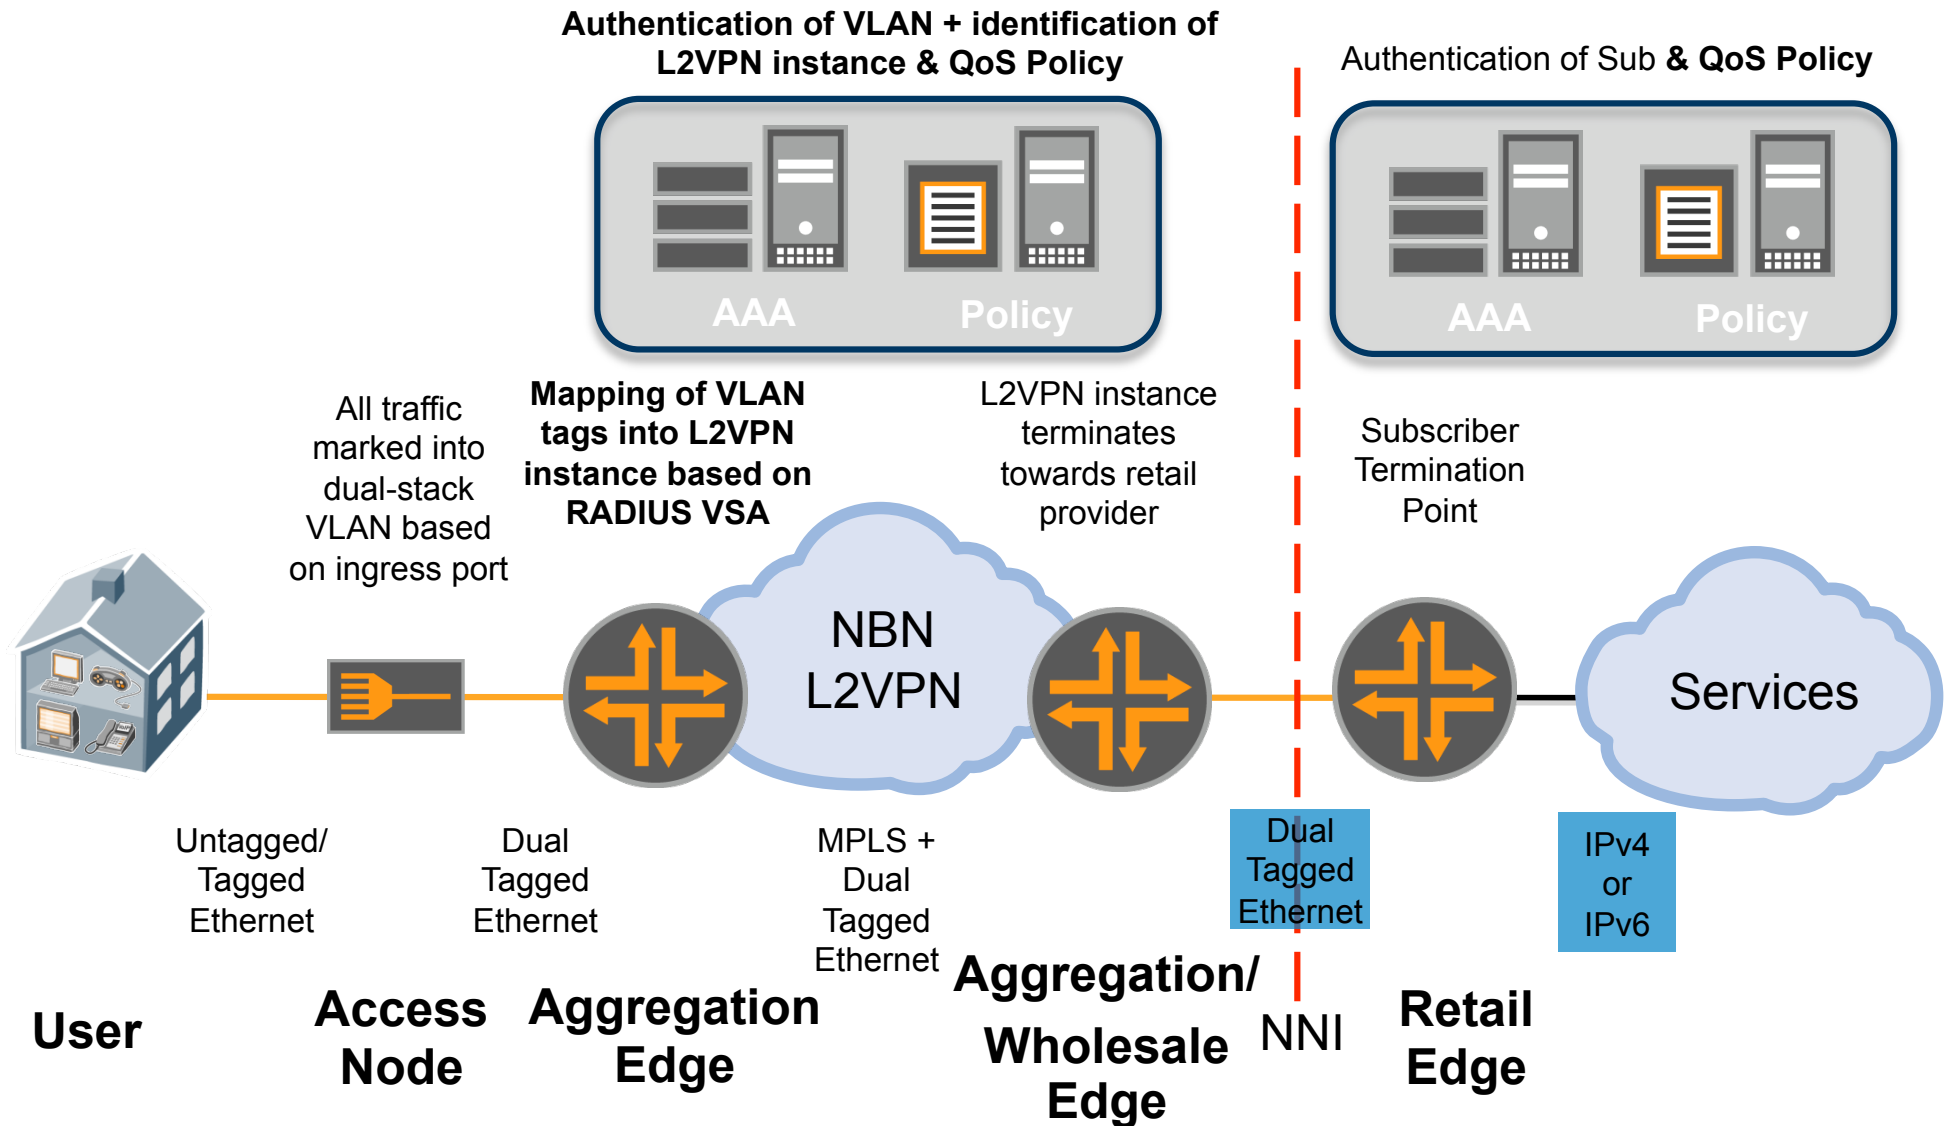 Authentication of VLAN + identification of
L2VPN instance & QoS Policy
Authentication of Sub & QoS Policy
AAA
Policy
AAA
Policy
All traffic
marked into
dual-stack
VLAN based
on ingress port
Mapping of VLAN
tags into L2VPN
instance based on
RADIUS VSA
L2VPN instance
terminates
towards retail
provider
Subscriber
Termination
Point
NBN
L2VPN
Services
Untagged/
Tagged
Ethernet
Dual
Tagged
Ethernet
MPLS +
Dual
Tagged
Ethernet
Dual
Tagged
Ethernet
IPv4
or
IPv6
User
Access
Node
Aggregation
Edge
Aggregation/
Wholesale
Edge
NNI
Retail
Edge